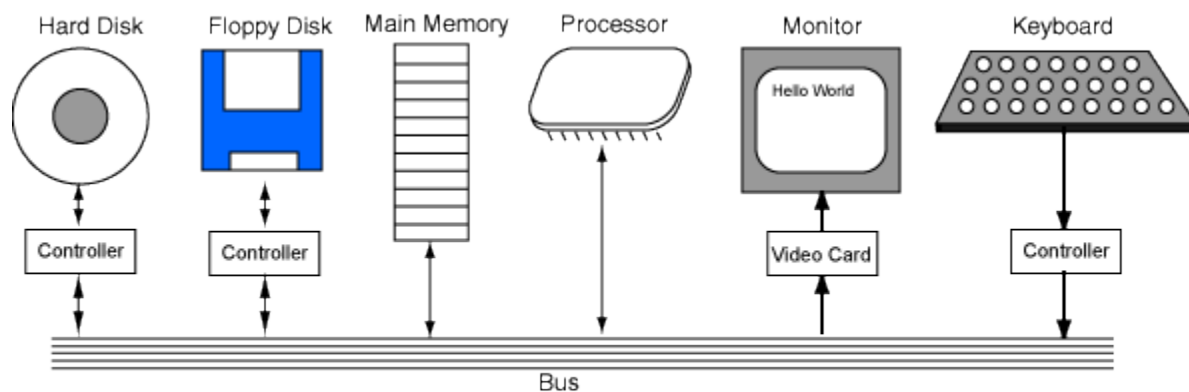 Hard Disk
Floppy Disk
Main Memory
Processor
Monitor
Keyboard
Hello World
Controller
Controller
Video Card
Controller
Bus